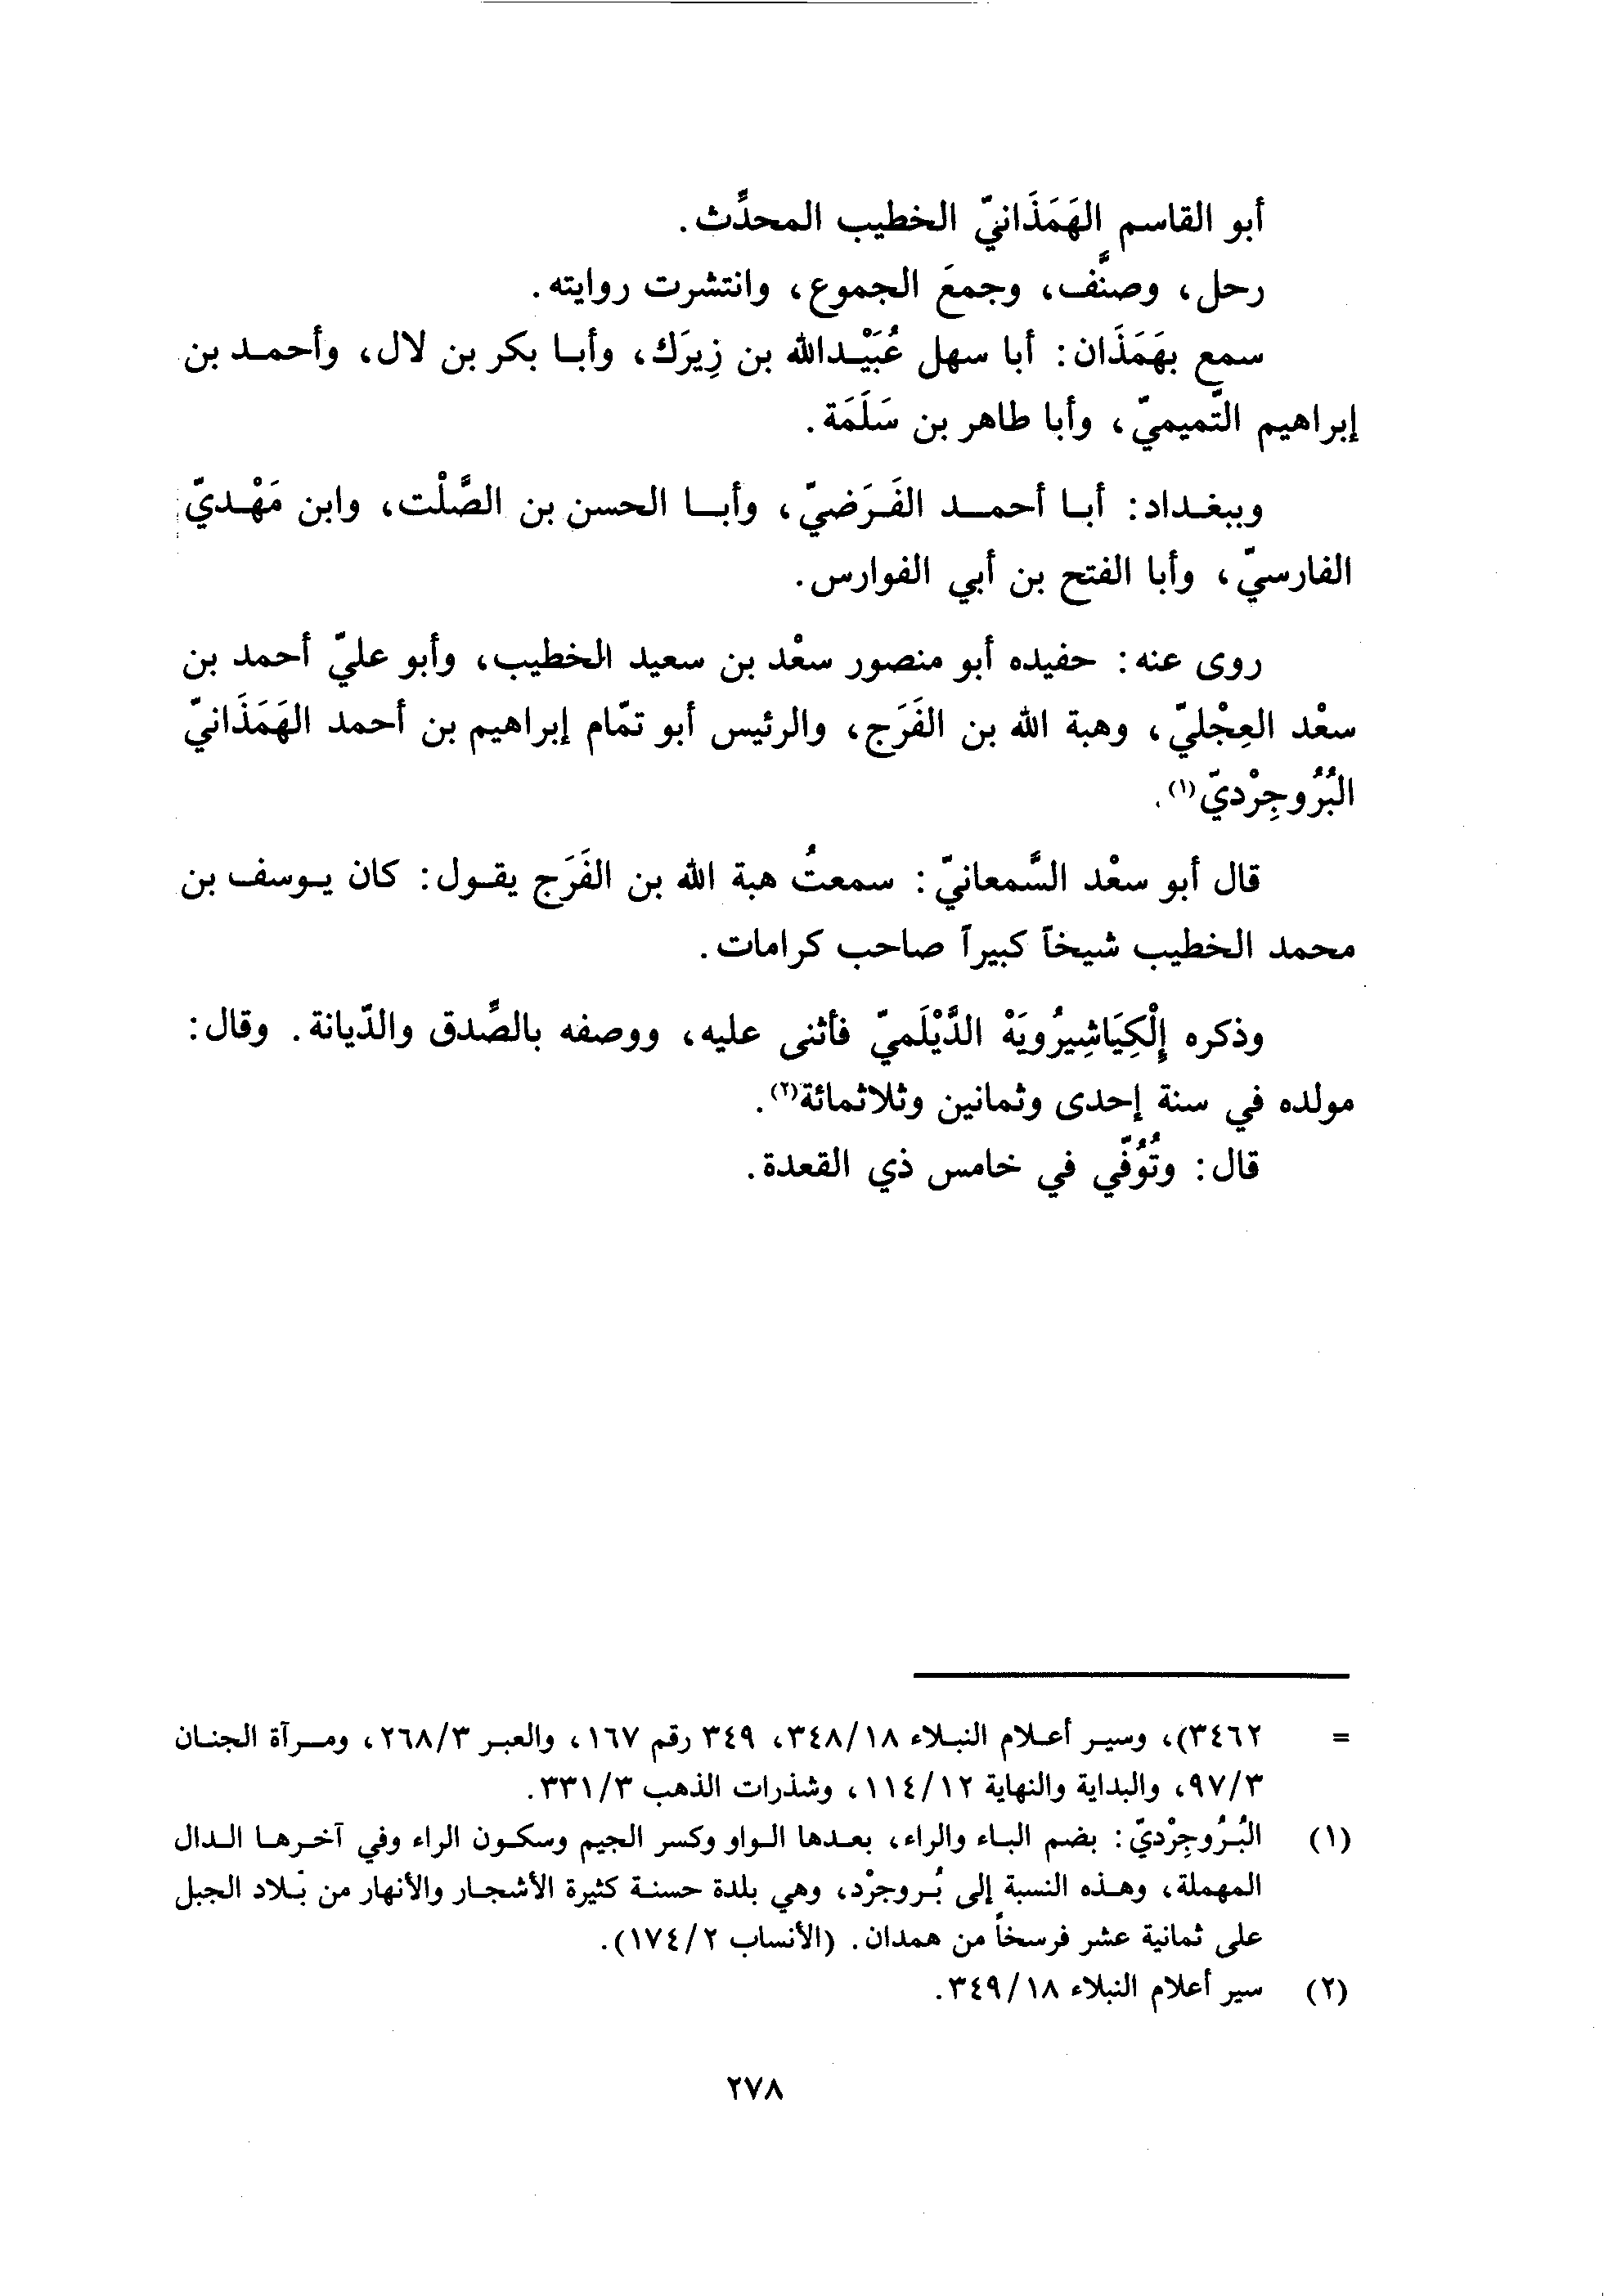 أبو القاسم الهَمَذَانيّ الخطيب المحدِّث.
رحل، وصنَّف، وجمعَ الجموع، وانتشرت روايته.
سمع بهَمَذَان: أبا سهل عُبَيْدالله بن زِيرَك، وأبا بكر بن لال، وأحمد بن
إبراهيم التَّميميّ، وأبا طاهر بن سَلَمَة.
وببغداد: أبا أحمد الفَرَضيّ، وأبا الحسن بن الصَّلْت، وابن مَهْديّ
الفارسيّ، وأبا الفتح بن أبي الفوارس.
روى عنه: حفيده أبو منصور سعْد بن سعيد الخطيب، وأبو عليّ أحمد بن
سعْد العِجْليّ، وهبة الله بن الفَرَج، والرئيس أبو تمّام إبراهيم بن أحمد الهَمَذَانيّ
البُرُوجِرْديّ(١).
قال أبو سعْد السَّمعانيّ: سمعتُ هبة الله بن الفَرَج يقول: كان يوسف بن
محمد الخطيب شيخاً كبيراً صاحب كرامات.
وذكره إِلْكِيَاشِيرُويَهْ الدَّيْلَميّ فأثنى عليه، ووصفه بالصِّدق والدّيانة. وقال:
مولده في سنة إحدى وثمانين وثلاثمائة(٢).
قال: وتُوُفّي في خامس ذي القعدة.
= ٣٤٦٢)، وسير أعلام النبلاء ٣٤٨/١٨، ٣٤٩ رقم ١٦٧، والعبر ٢٦٨/٣، ومرآة الجنان
٩٧/٣، والبداية والنهاية ١١٤/١٢، وشذرات الذهب ٣٣١/٣.
(١) البُرُوجِرْديّ: بضم الباء والراء، بعدها الواو وكسر الجيم وسكون الراء وفي آخرها الدال
المهملة، وهذه النسبة إلى بُروجرْد، وهي بلدة حسنة كثيرة الأشجار والأنهار من بلاد الجبل
على ثمانية عشر فرسخاً من همدان. (الأنساب ١٧٤/٢).
(٢) سير أعلام النبلاء ٣٤٩/١٨.
٢٧٨